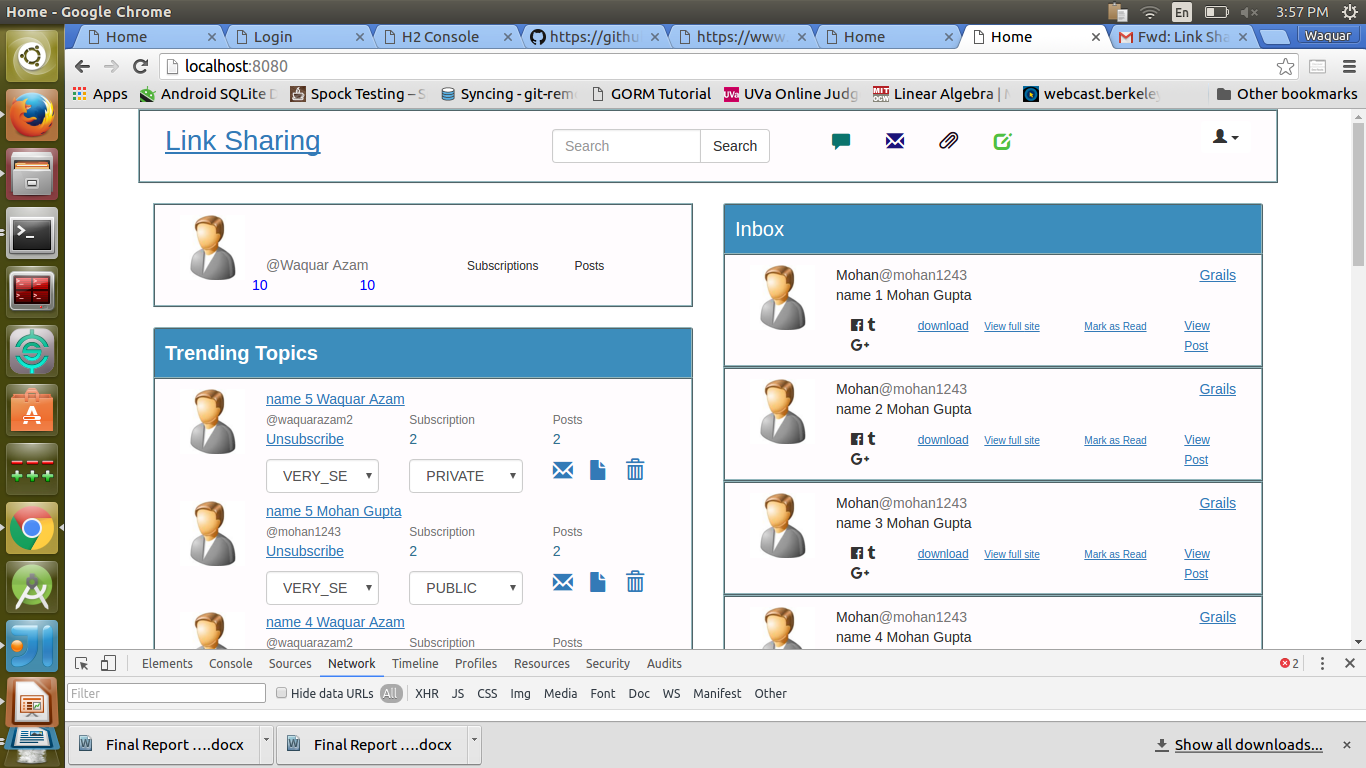 Home - Google Chrome
En
3:57 PM
Home
Login
H2 Console
https://githu
https://www.
Home
Home
Fwd: Link Sha
Waquar
localhost:8080
Apps
Android SQLite D
Spock Testing – S
Syncing - git-rem
GORM Tutorial
UVa Online Judg
Linear Algebra | M
webcast.berkeley
Other bookmarks
Link Sharing
Search
Search
@Waquar Azam
Subscriptions
Posts
10
10
Trending Topics
name 5 Waquar Azam
@waquarazam2
Subscription
Posts
Unsubscribe
2
2
VERY_SE
PRIVATE
name 5 Mohan Gupta
@mohan1243
Subscription
Posts
Unsubscribe
2
2
VERY_SE
PUBLIC
name 4 Waquar Azam
@waquarazam2
Subscription
Posts
Inbox
Mohan@mohan1243
Grails
name 1 Mohan Gupta
download
View full site
Mark as Read
View
Post
Mohan@mohan1243
Grails
name 2 Mohan Gupta
download
View full site
Mark as Read
View
Post
Mohan@mohan1243
Grails
name 3 Mohan Gupta
download
View full site
Mark as Read
View
Post
Mohan@mohan1243
Grails
name 4 Mohan Gupta
Elements
Console
Sources
Network
Timeline
Profiles
Resources
Security
Audits
2
Filter
Hide data URLs
All
XHR
JS
CSS
Img
Media
Font
Doc
WS
Manifest
Other
Final Report ....docx
Final Report ....docx
Show all downloads...